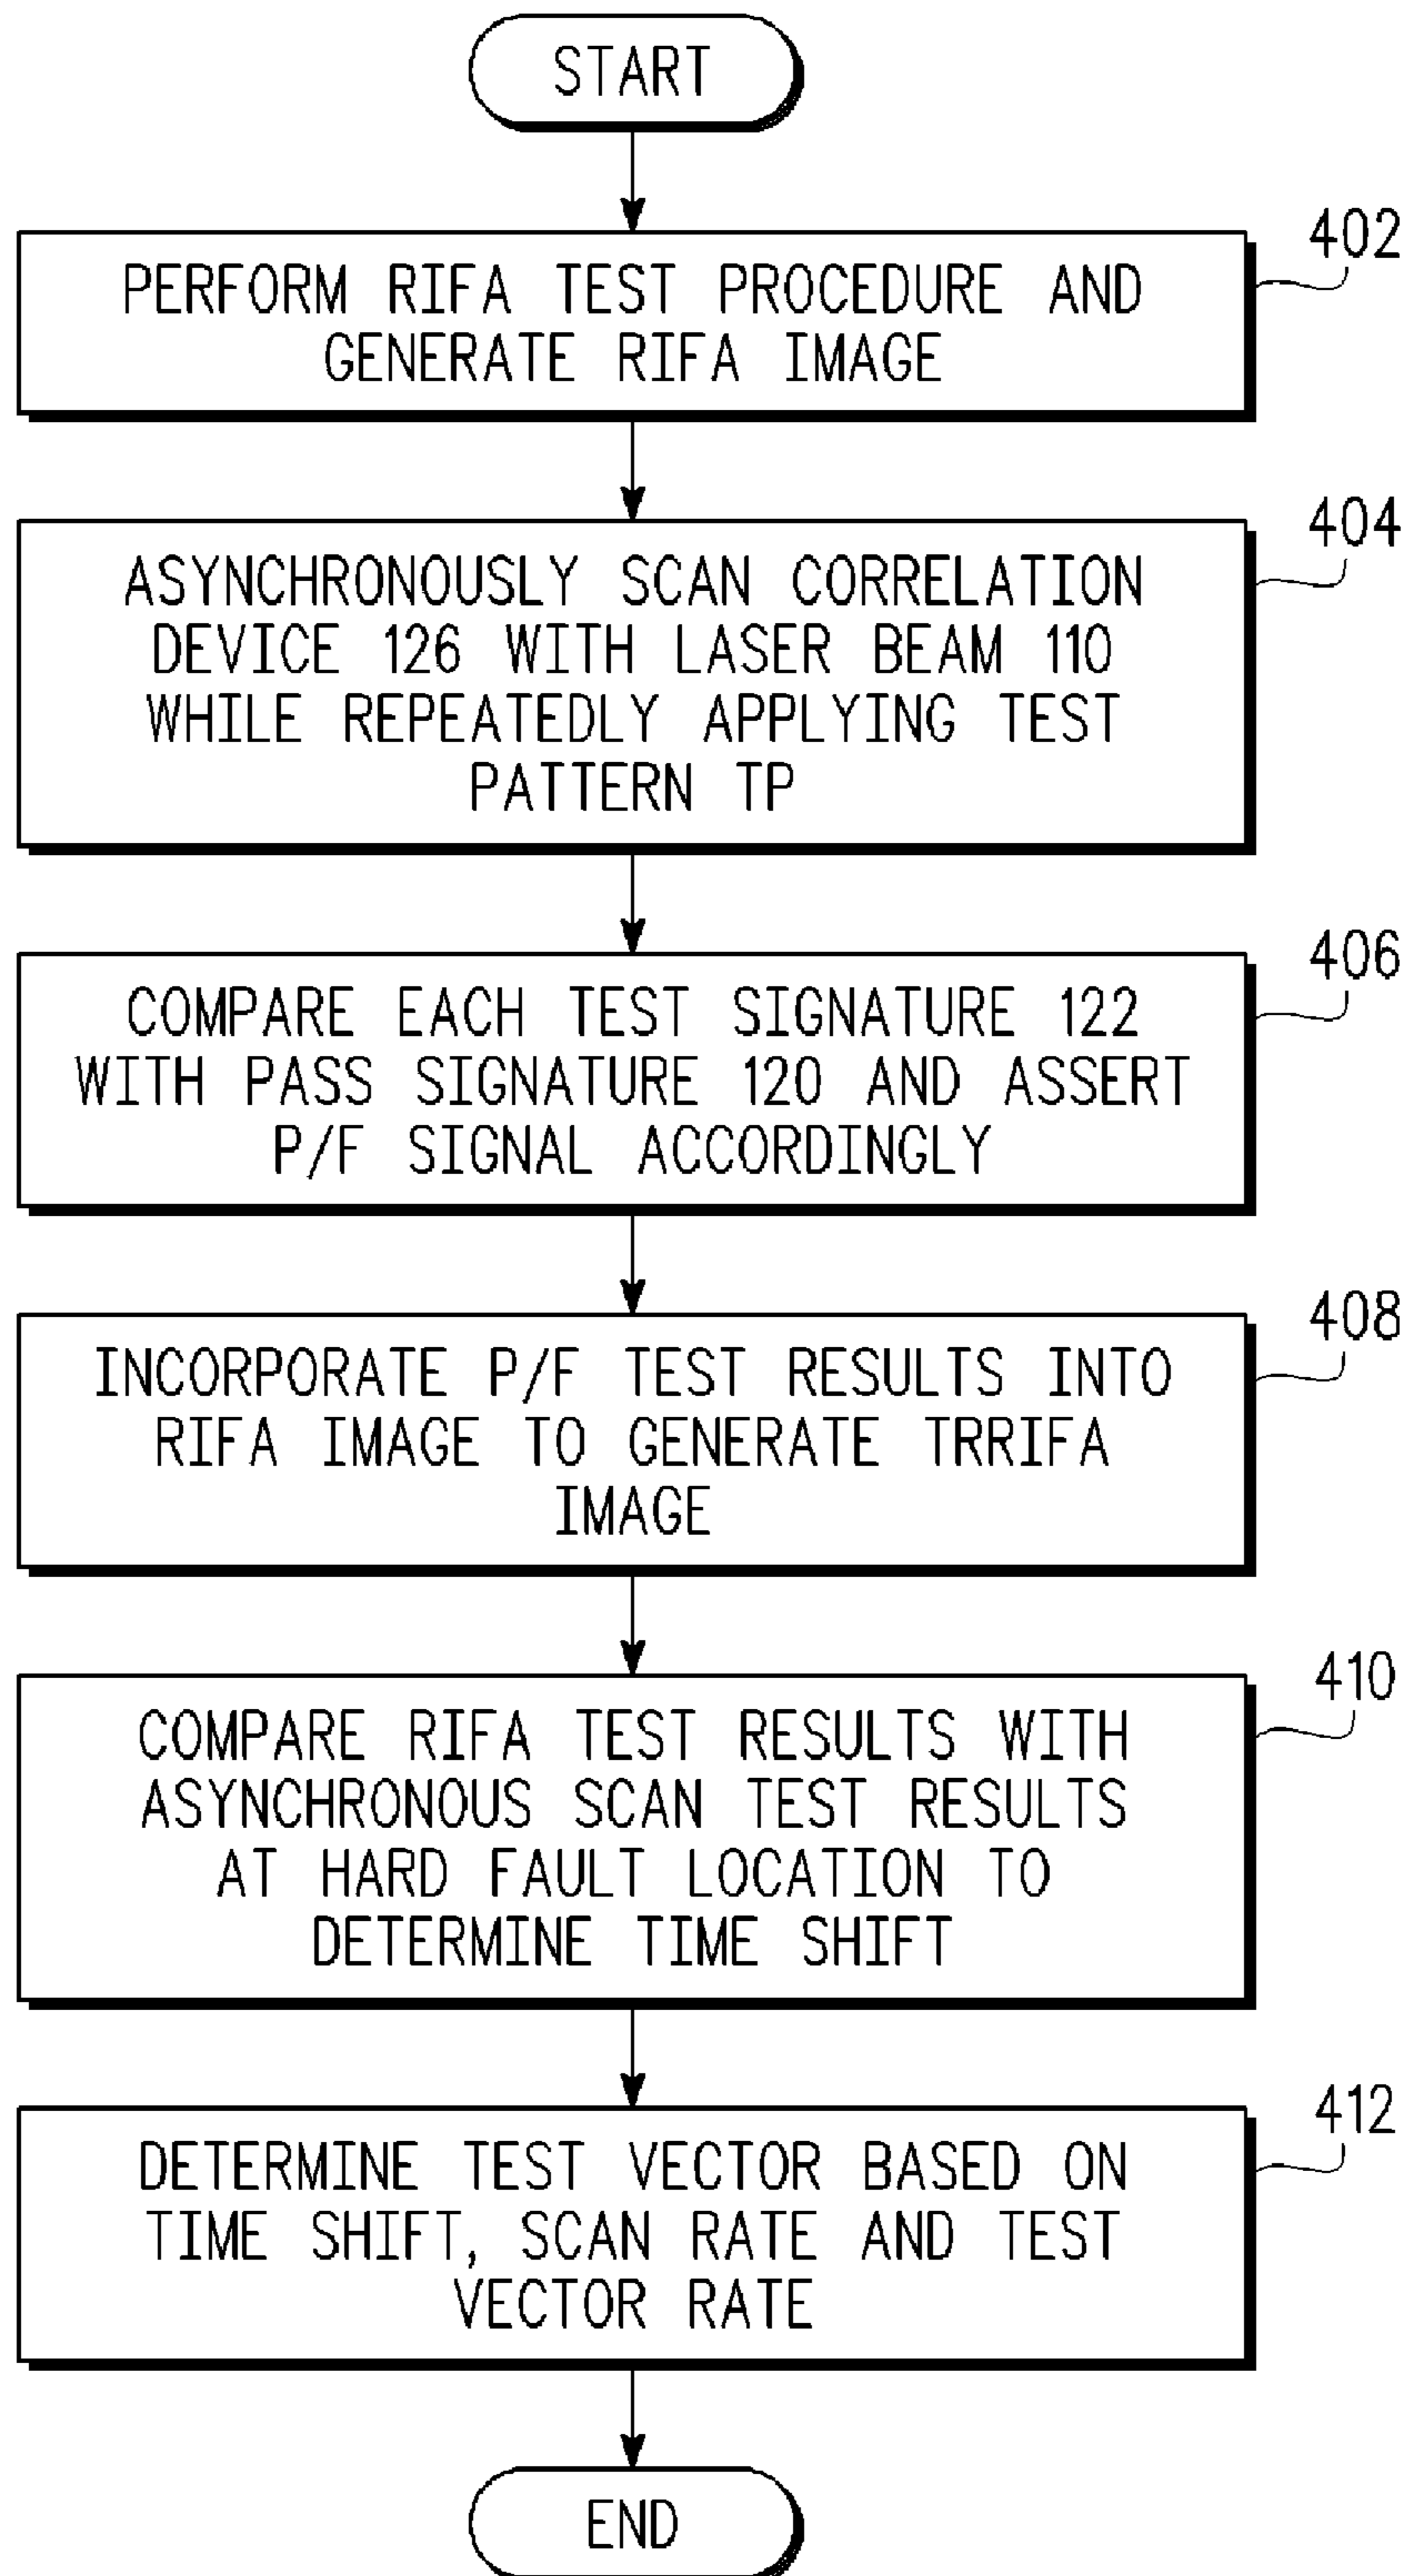 START
402
PERFORM RIFA TEST PROCEDURE AND
GENERATE RIFA IMAGE
404
ASYNCHRONOUSLY SCAN CORRELATION
DEVICE 126 WITH LASER BEAM 110
WHILE REPEATEDLY APPLYING TEST
PATTERN TP
406
COMPARE EACH TEST SIGNATURE 122
WITH PASS SIGNATURE 120 AND ASSERT
P/F SIGNAL ACCORDINGLY
408
INCORPORATE P/F TEST RESULTS INTO
RIFA IMAGE TO GENERATE TRRIFA
IMAGE
410
COMPARE RIFA TEST RESULTS WITH
ASYNCHRONOUS SCAN TEST RESULTS
AT HARD FAULT LOCATION TO
DETERMINE TIME SHIFT
412
DETERMINE TEST VECTOR BASED ON
TIME SHIFT, SCAN RATE AND TEST
VECTOR RATE
END